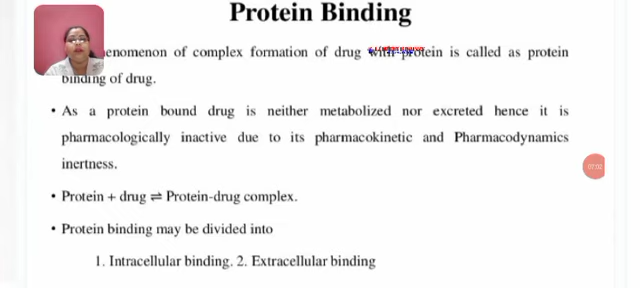 Protein Binding
enomenon of complex formation of drug with protein is called as protein
binding of drug.
• As a protein bound drug is neither metabolized nor excreted hence it is
pharmacologically inactive due to its pharmacokinetic and Pharmacodynamics
inertness.
• Protein + drug ⇌ Protein-drug complex.
• Protein binding may be divided into
1. Intracellular binding. 2. Extracellular binding